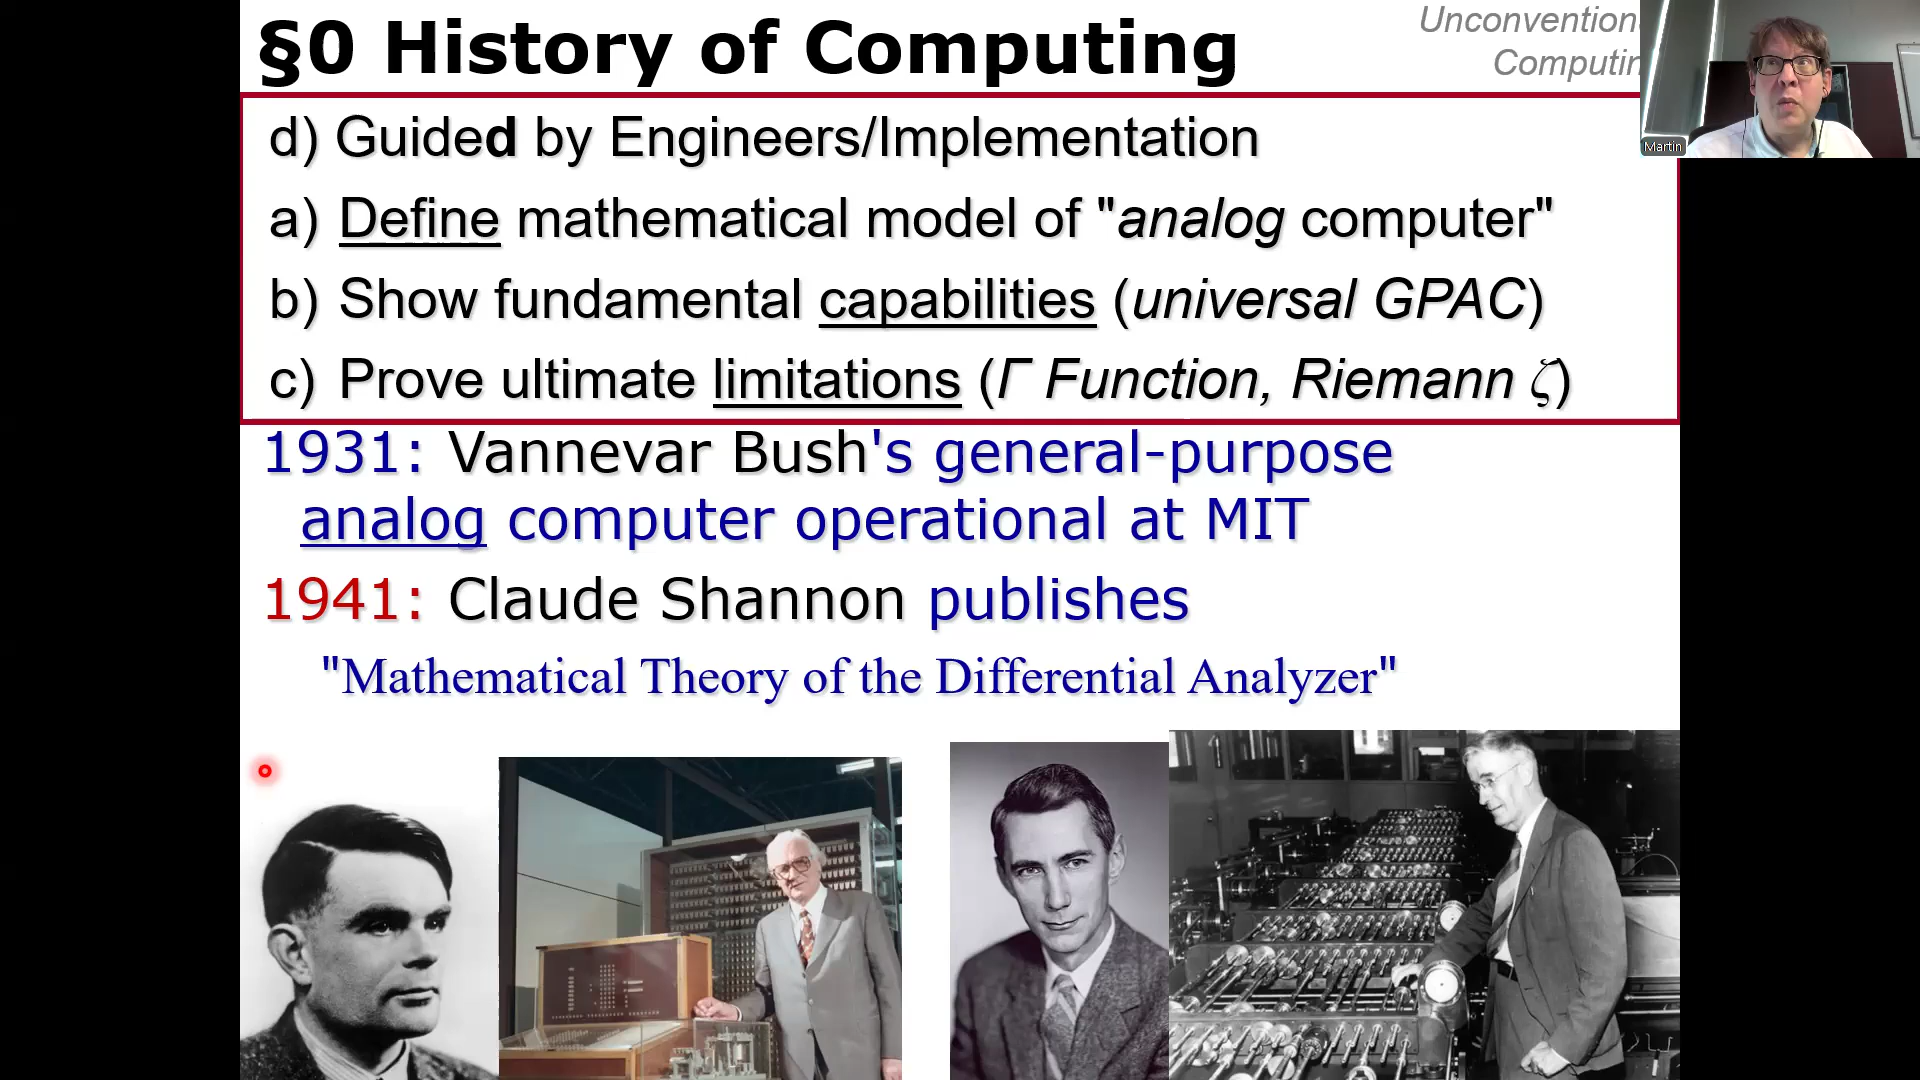 §0 History of Computing
Unconvention
Computin
Martin
d) Guided by Engineers/Implementation
a) Define mathematical model of "analog computer"
b) Show fundamental capabilities (universal GPAC)
c) Prove ultimate limitations (Γ Function, Riemann ζ)
1931: Vannevar Bush's general-purpose
analog computer operational at MIT
1941: Claude Shannon publishes
"Mathematical Theory of the Differential Analyzer"